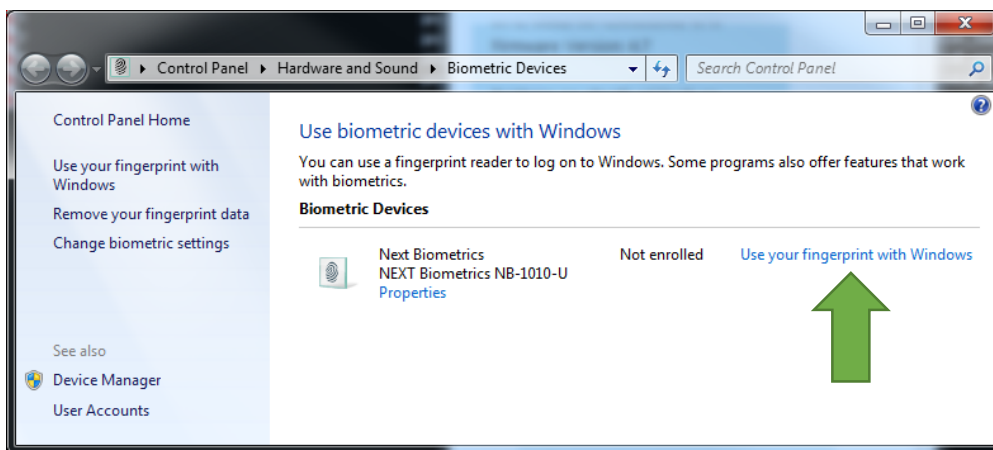 Control Panel ▸ Hardware and Sound ▸ Biometric Devices
Search Control Panel
Control Panel Home
Use your fingerprint with
Windows
Remove your fingerprint data
Change biometric settings
See also
Device Manager
User Accounts
Use biometric devices with Windows
You can use a fingerprint reader to log on to Windows. Some programs also offer features that work
with biometrics.
Biometric Devices
Next Biometrics
NEXT Biometrics NB-1010-U
Properties
Not enrolled
Use your fingerprint with Windows